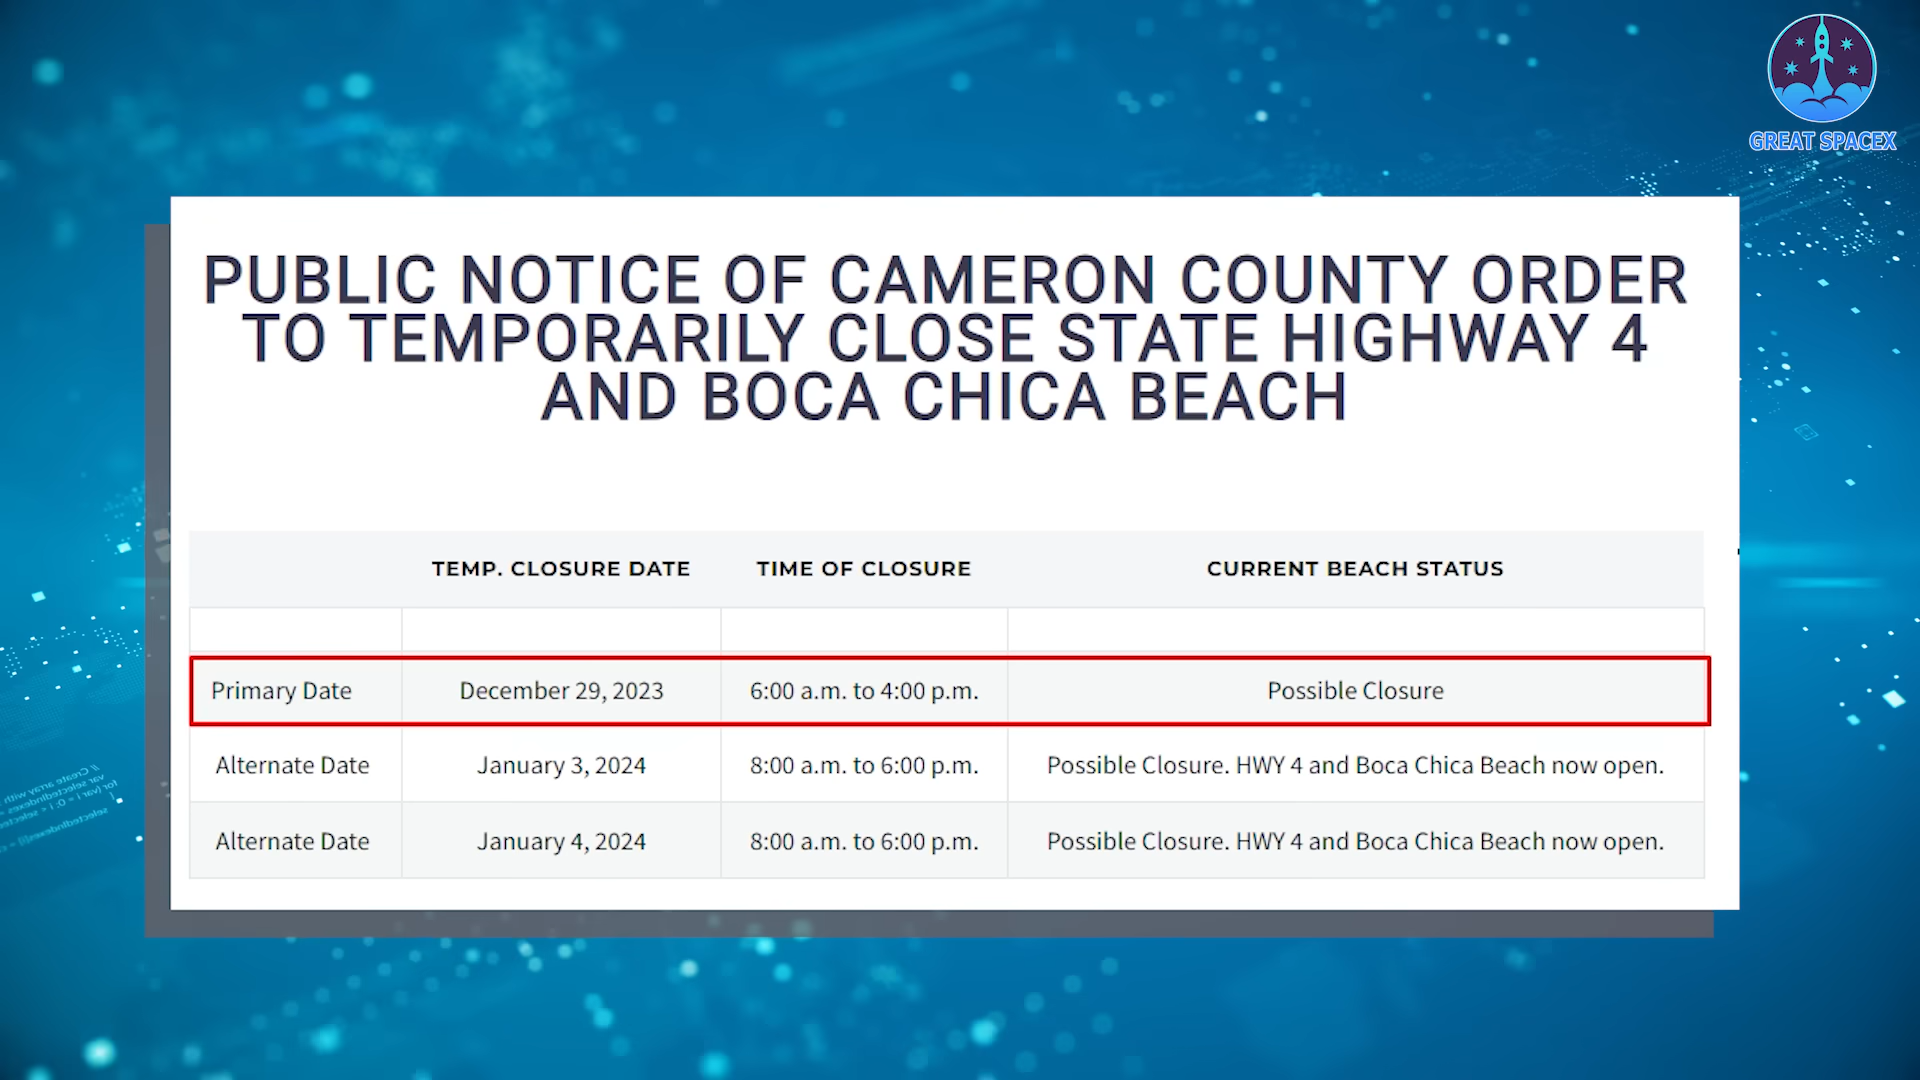 GREAT SPACEX
PUBLIC NOTICE OF CAMERON COUNTY ORDER
TO TEMPORARILY CLOSE STATE HIGHWAY 4
AND BOCA CHICA BEACH
TEMP. CLOSURE DATE TIME OF CLOSURE CURRENT BEACH STATUS
Primary Date December 29, 2023 6:00 a.m. to 4:00 p.m. Possible Closure
Alternate Date January 3, 2024 8:00 a.m. to 6:00 p.m. Possible Closure. HWY 4 and Boca Chica Beach now open.
Alternate Date January 4, 2024 8:00 a.m. to 6:00 p.m. Possible Closure. HWY 4 and Boca Chica Beach now open.